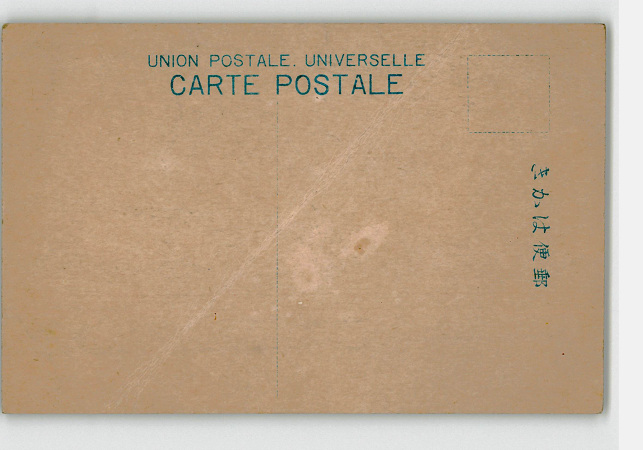 UNION POSTALE. UNIVERSELLE
CARTE POSTALE
きかは便郵